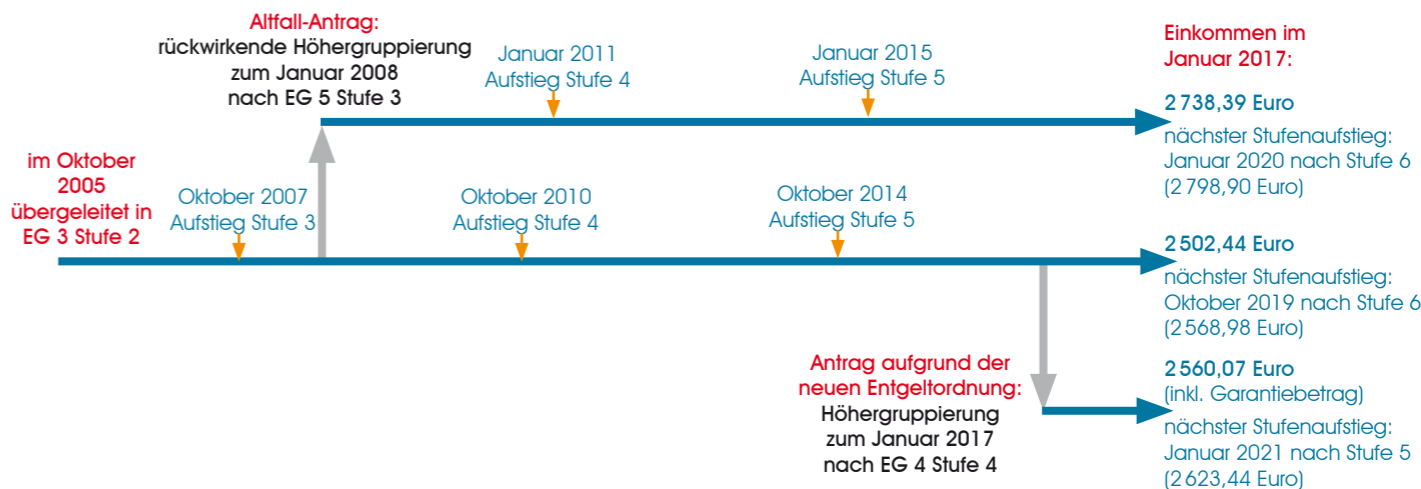 Altfall-Antrag:
rückwirkende Höhergruppierung
zum Januar 2008
nach EG 5 Stufe 3
Januar 2011
Aufstieg Stufe 4
Januar 2015
Aufstieg Stufe 5
Einkommen im
Januar 2017:
2 738,39 Euro
nächster Stufenaufstieg:
Januar 2020 nach Stufe 6
(2 798,90 Euro)
im Oktober
2005
übergeleitet in
EG 3 Stufe 2
Oktober 2007
Aufstieg Stufe 3
Oktober 2010
Aufstieg Stufe 4
Oktober 2014
Aufstieg Stufe 5
2 502,44 Euro
nächster Stufenaufstieg:
Oktober 2019 nach Stufe 6
(2 568,98 Euro)
Antrag aufgrund der
neuen Entgeltordnung:
Höhergruppierung
zum Januar 2017
nach EG 4 Stufe 4
2 560,07 Euro
(inkl. Garantiebetrag)
nächster Stufenaufstieg:
Januar 2021 nach Stufe 5
(2 623,44 Euro)